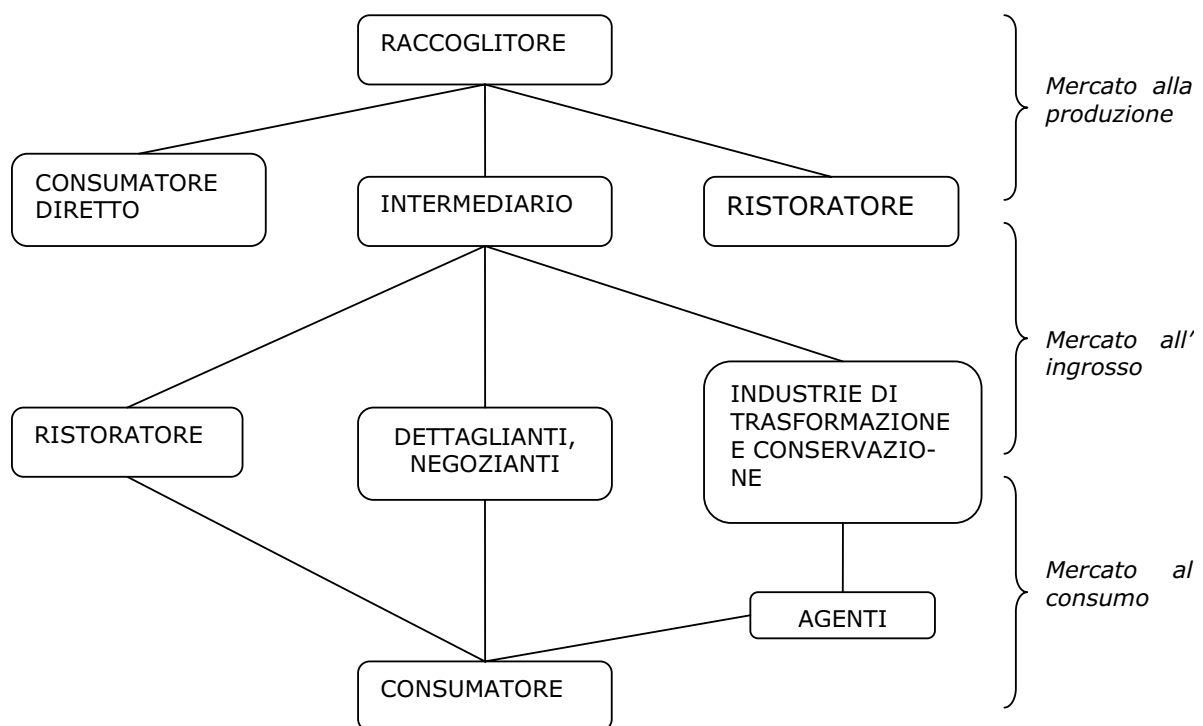 RACCOGLITORE
Mercato alla
produzione
CONSUMATORE
DIRETTO
INTERMEDIARIO
RISTORATORE
Mercato all’
ingrosso
RISTORATORE
DETTAGLIANTI,
NEGOZIANTI
INDUSTRIE DI
TRASFORMAZIONE
E CONSERVAZIO-
NE
Mercato al
consumo
AGENTI
CONSUMATORE